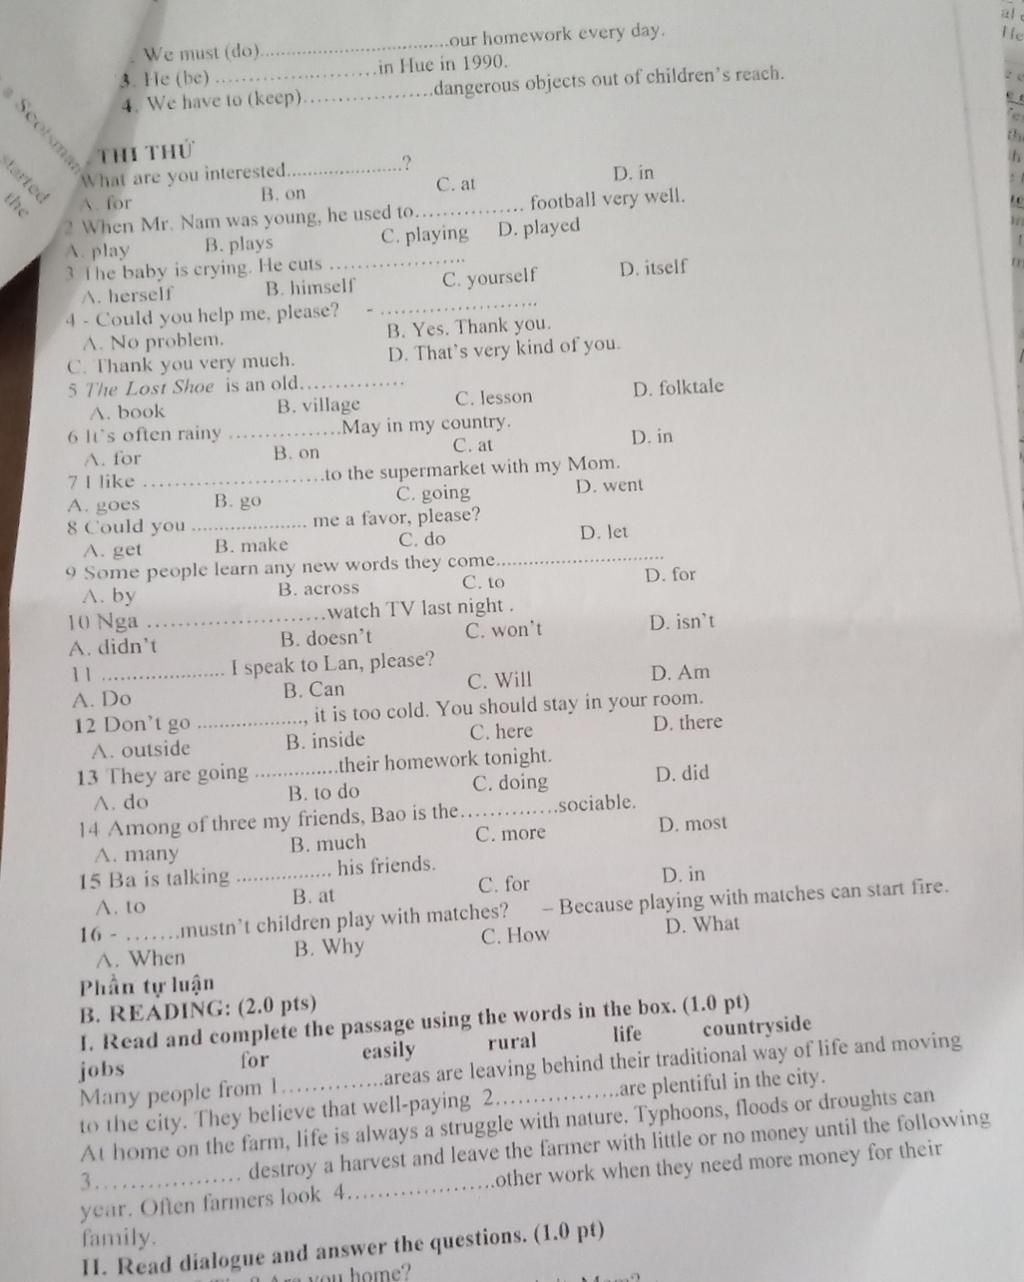 We must (do)..................................our homework every day.
3. He (be) ........................in Hue in 1990.
4. We have to (keep)...................dangerous objects out of children's reach.
a Scotsman
started
the
THI THỬ
What are you interested......................?
A. for B. on C. at D. in
2 When Mr. Nam was young, he used to................ football very well.
A. play B. plays C. playing D. played
3 The baby is crying. He cuts ....................
A. herself B. himself C. yourself D. itself
4 - Could you help me, please? - .......................
A. No problem. B. Yes. Thank you.
C. Thank you very much. D. That's very kind of you.
5 The Lost Shoe is an old...............
A. book B. village C. lesson D. folktale
6 It's often rainy ................May in my country.
A. for B. on C. at D. in
7 I like ...........................to the supermarket with my Mom.
A. goes B. go C. going D. went
8 Could you ..................... me a favor, please?
A. get B. make C. do D. let
9 Some people learn any new words they come..............................
A. by B. across C. to D. for
10 Nga ..........................watch TV last night .
A. didn't B. doesn't C. won't D. isn't
11 ...................... I speak to Lan, please?
A. Do B. Can C. Will D. Am
12 Don't go ..................., it is too cold. You should stay in your room.
A. outside B. inside C. here D. there
13 They are going ...............their homework tonight.
A. do B. to do C. doing D. did
14 Among of three my friends, Bao is the..............sociable.
A. many B. much C. more D. most
15 Ba is talking ................. his friends.
A. to B. at C. for D. in
16 - .......mustn't children play with matches? – Because playing with matches can start fire.
A. When B. Why C. How D. What
Phần tự luận
B. READING: (2.0 pts)
I. Read and complete the passage using the words in the box. (1.0 pt)
jobs for easily rural life countryside
Many people from 1..............areas are leaving behind their traditional way of life and moving
to the city. They believe that well-paying 2..................are plentiful in the city.
At home on the farm, life is always a struggle with nature. Typhoons, floods or droughts can
3.................. destroy a harvest and leave the farmer with little or no money until the following
year. Often farmers look 4...................other work when they need more money for their
family.
II. Read dialogue and answer the questions. (1.0 pt)
you home?